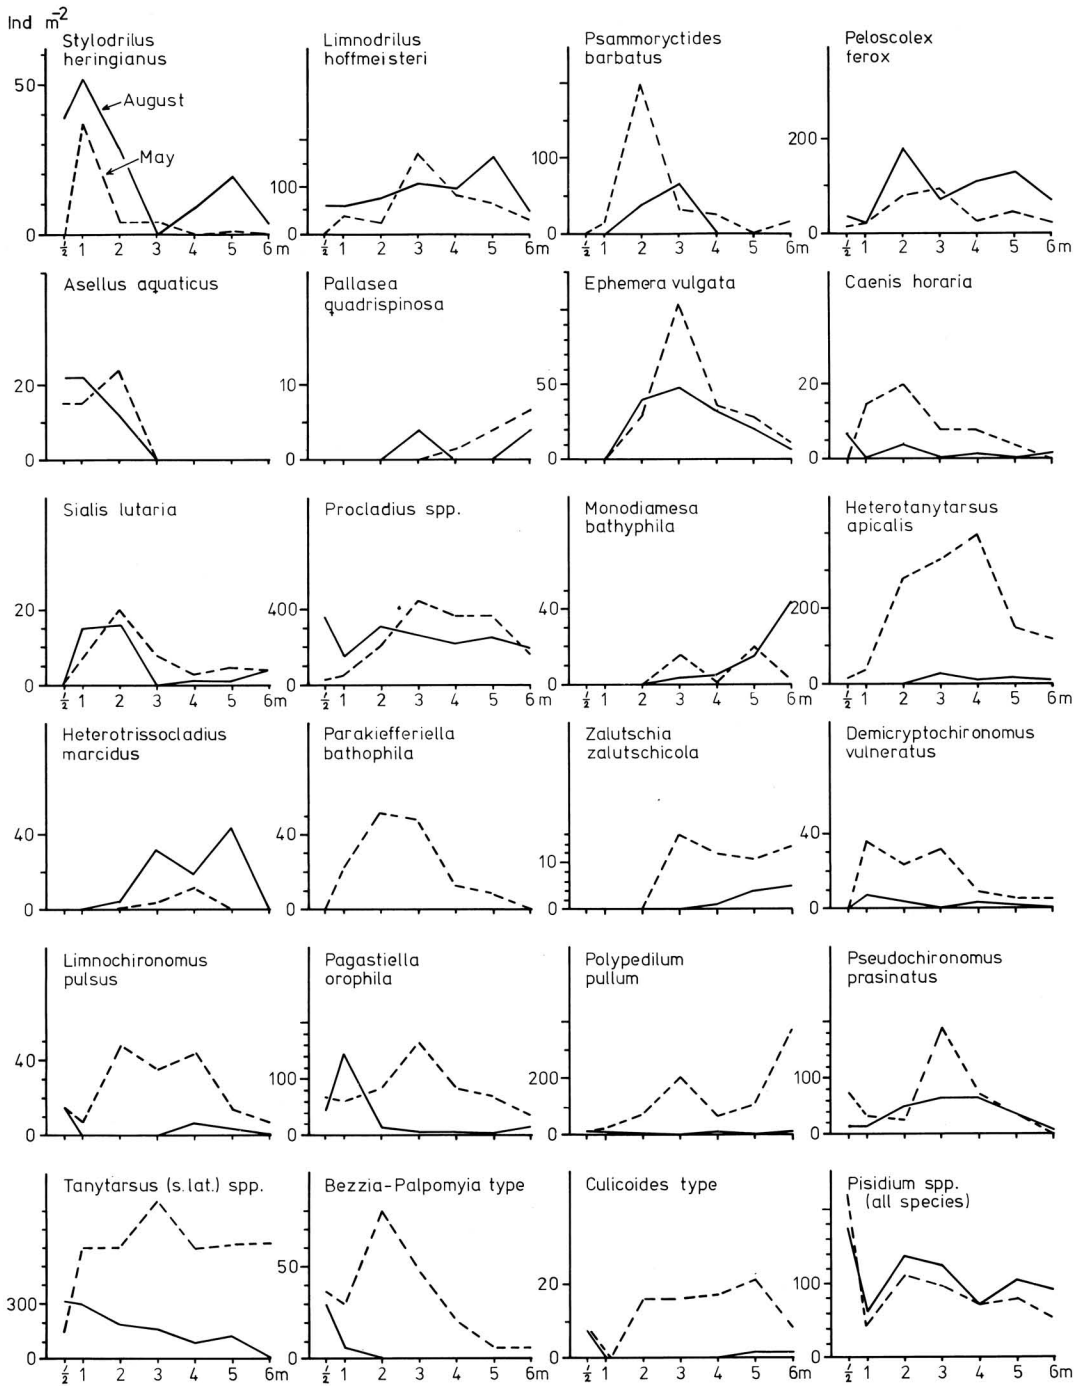 Ind m⁻²
Stylodrilus
heringianus
Limnodrilus
hoffmeisteri
Psammoryctides
barbatus
Peloscolex
ferox
50
August
May
0
100
0
100
0
200
0
½ 1 2 3 4 5 6m
½ 1 2 3 4 5 6m
½ 1 2 3 4 5 6m
½ 1 2 3 4 5 6m
Asellus aquaticus
Pallasea
quadrispinosa
Ephemera vulgata
Caenis horaria
20
0
10
0
50
0
20
0
Sialis lutaria
Procladius spp.
Monodiamesa
bathyphila
Heterotanytarsus
apicalis
20
0
400
0
40
0
200
0
½ 1 2 3 4 5 6m
½ 1 2 3 4 5 6m
½ 1 2 3 4 5 6m
½ 1 2 3 4 5 6m
Heterotrissocladius
marcidus
Parakiefferiella
bathophila
Zalutschia
zalutschicola
Demicryptochironomus
vulneratus
40
0
40
0
10
0
40
0
Limnochironomus
pulsus
Pagastiella
orophila
Polypedilum
pullum
Pseudochironomus
prasinatus
40
0
100
0
200
0
100
0
Tanytarsus (s.lat.) spp.
Bezzia-Palpomyia type
Culicoides type
Pisidium spp.
(all species)
300
0
50
0
20
0
100
0
½ 1 2 3 4 5 6m
½ 1 2 3 4 5 6m
½ 1 2 3 4 5 6m
½ 1 2 3 4 5 6m